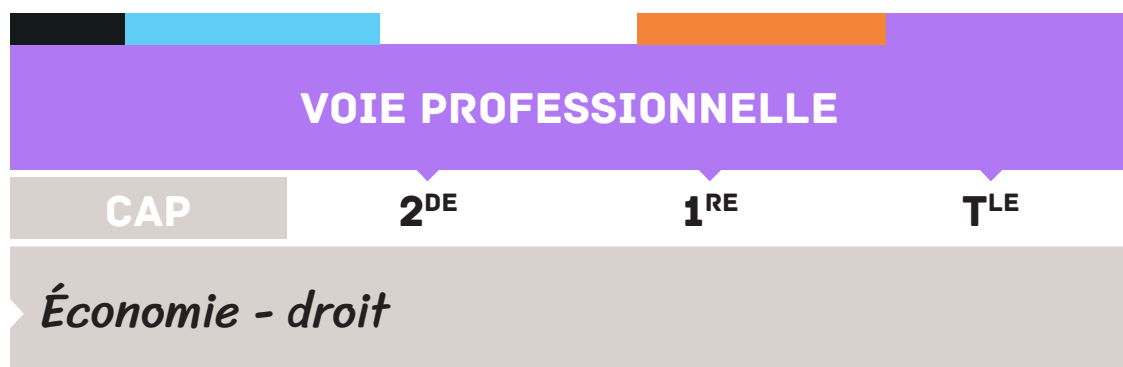 VOIE PROFESSIONNELLE
CAP 2DE 1RE TLE
Économie - droit